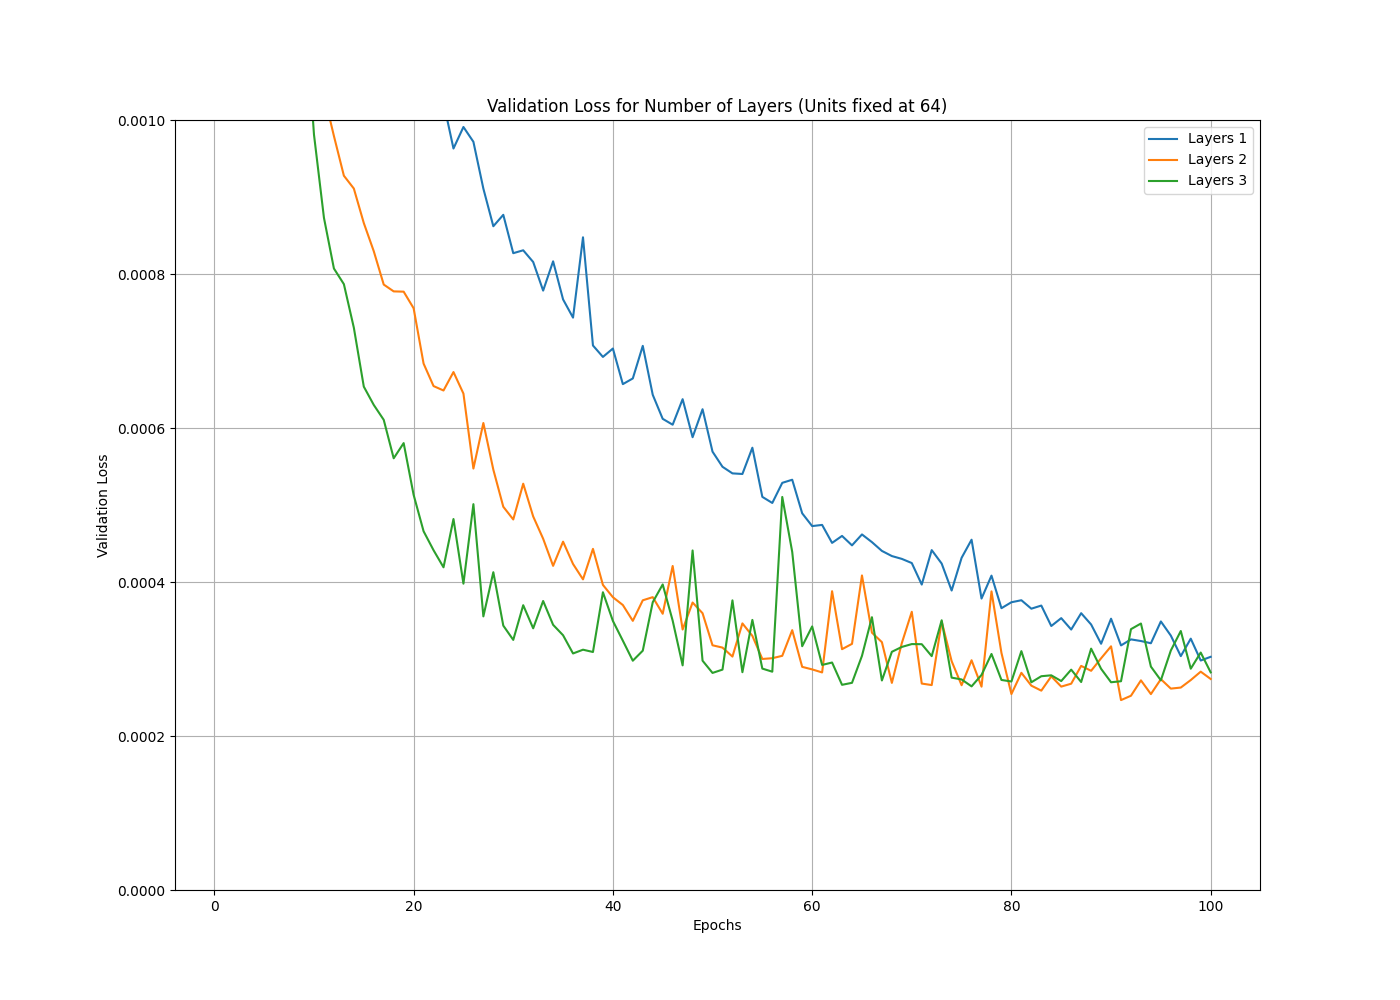 Validation Loss for Number of Layers (Units fixed at 64)
Layers 1
Layers 2
Layers 3
0.0010
0.0008
0.0006
0.0004
0.0002
0.0000
Validation Loss
0 20 40 60 80 100
Epochs